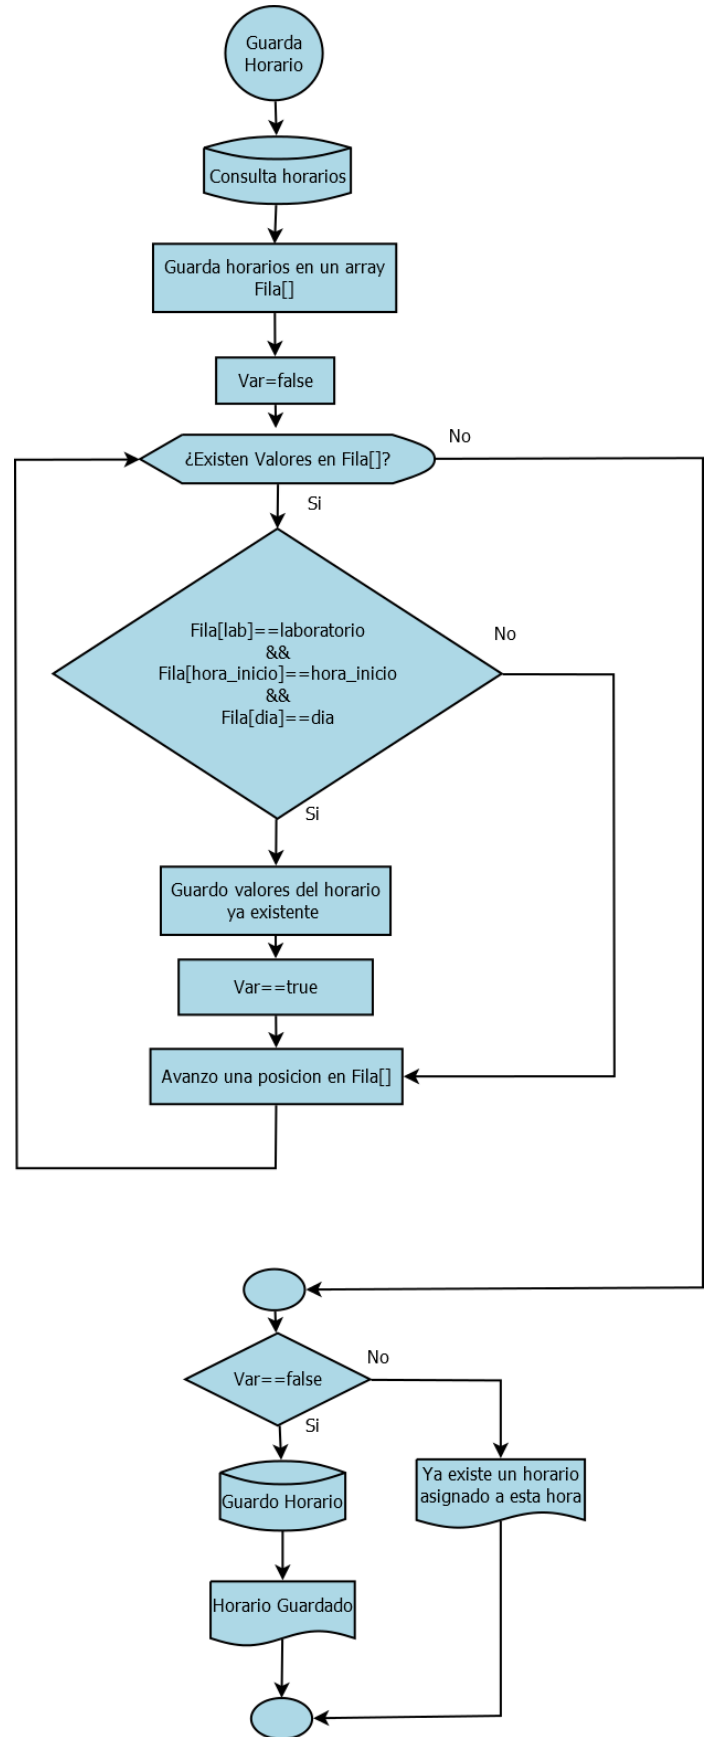 Guarda
Horario
Consulta horarios
Guarda horarios en un array
Fila[]
Var=false
¿Existen Valores en Fila[]?
No
Si
Fila[lab]==laboratorio
&&
Fila[hora_inicio]==hora_inicio
&&
Fila[dia]==dia
No
Si
Guardo valores del horario
ya existente
Var==true
Avanzo una posicion en Fila[]
Var==false
No
Si
Ya existe un horario
asignado a esta hora
Guardo Horario
Horario Guardado